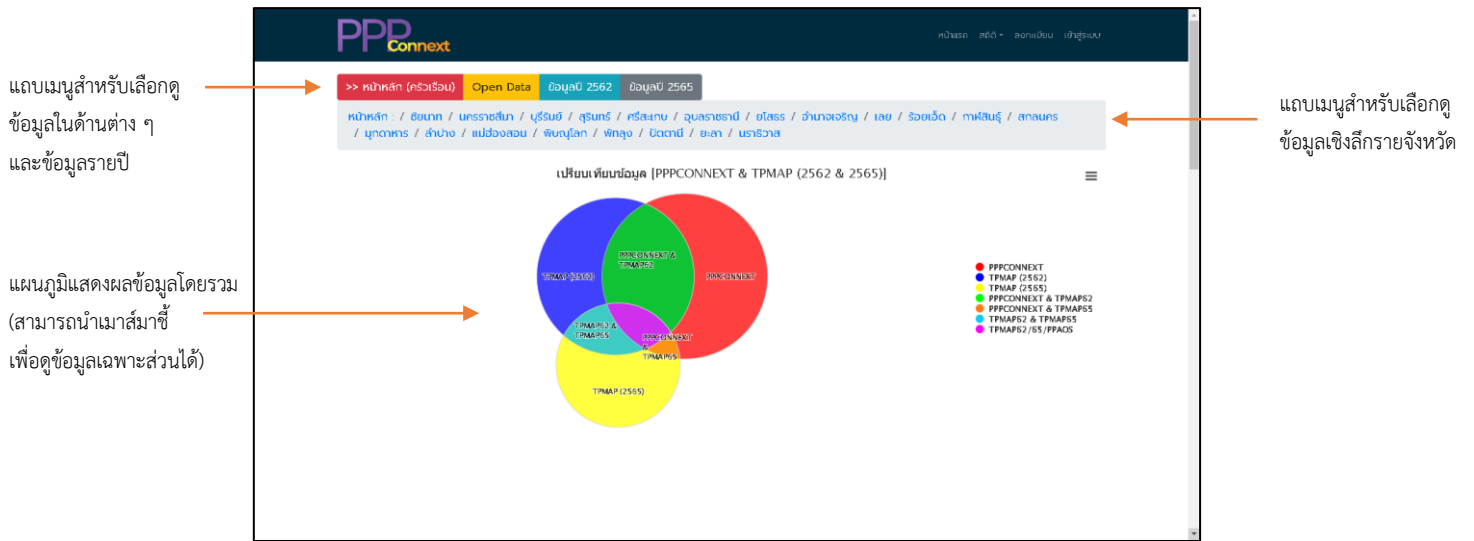 PPP
Connext
หน้าแรก สถิติ ลงทะเบียน เข้าสู่ระบบ
แถบเมนูสำหรับเลือกดู
ข้อมูลในด้านต่าง ๆ
และข้อมูลรายปี
>> หน้าหลัก (ครัวเรือน) Open Data ข้อมูลปี 2562 ข้อมูลปี 2565
หน้าหลัก : / ชัยนาท / นครราชสีมา / บุรีรัมย์ / สุรินทร์ / ศรีสะเกษ / อุบลราชธานี / ยโสธร / อำนาจเจริญ / เลย / ร้อยเอ็ด / กาฬสินธุ์ / สกลนคร
/ มุกดาหาร / ลำปาง / แม่ฮ่องสอน / พิษณุโลก / พัทลุง / ปัตตานี / ยะลา / นราธิวาส
แถบเมนูสำหรับเลือกดู
ข้อมูลเชิงลึกรายจังหวัด
เปรียบเทียบข้อมูล [PPPCONNEXT & TPMAP (2562 & 2565)]
แผนภูมิแสดงผลข้อมูลโดยรวม
(สามารถนำเมาส์มาชี้
เพื่อดูข้อมูลเฉพาะส่วนได้)
PPPCONNEXT &
TPMAP62
TPMAP (2562)
PPPCONNEXT
TPMAP62 &
TPMAP65
PPPCONNEXT
&
TPMAP65
TPMAP (2565)
PPPCONNEXT
TPMAP (2562)
TPMAP (2565)
PPPCONNEXT & TPMAP62
PPPCONNEXT & TPMAP65
TPMAP62 & TPMAP65
TPMAP62/65/PPAOS